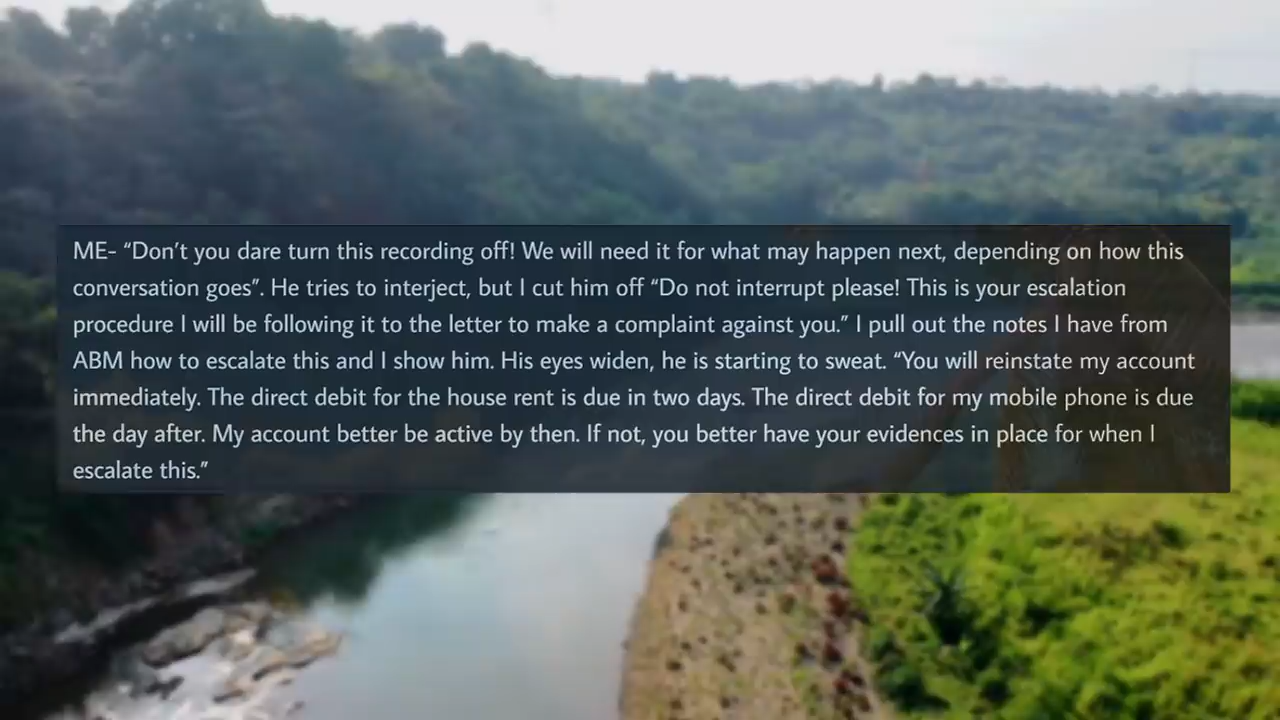 ME- “Don’t you dare turn this recording off! We will need it for what may happen next, depending on how this
conversation goes”. He tries to interject, but I cut him off “Do not interrupt please! This is your escalation
procedure I will be following it to the letter to make a complaint against you.” I pull out the notes I have from
ABM how to escalate this and I show him. His eyes widen, he is starting to sweat. “You will reinstate my account
immediately. The direct debit for the house rent is due in two days. The direct debit for my mobile phone is due
the day after. My account better be active by then. If not, you better have your evidences in place for when I
escalate this.”